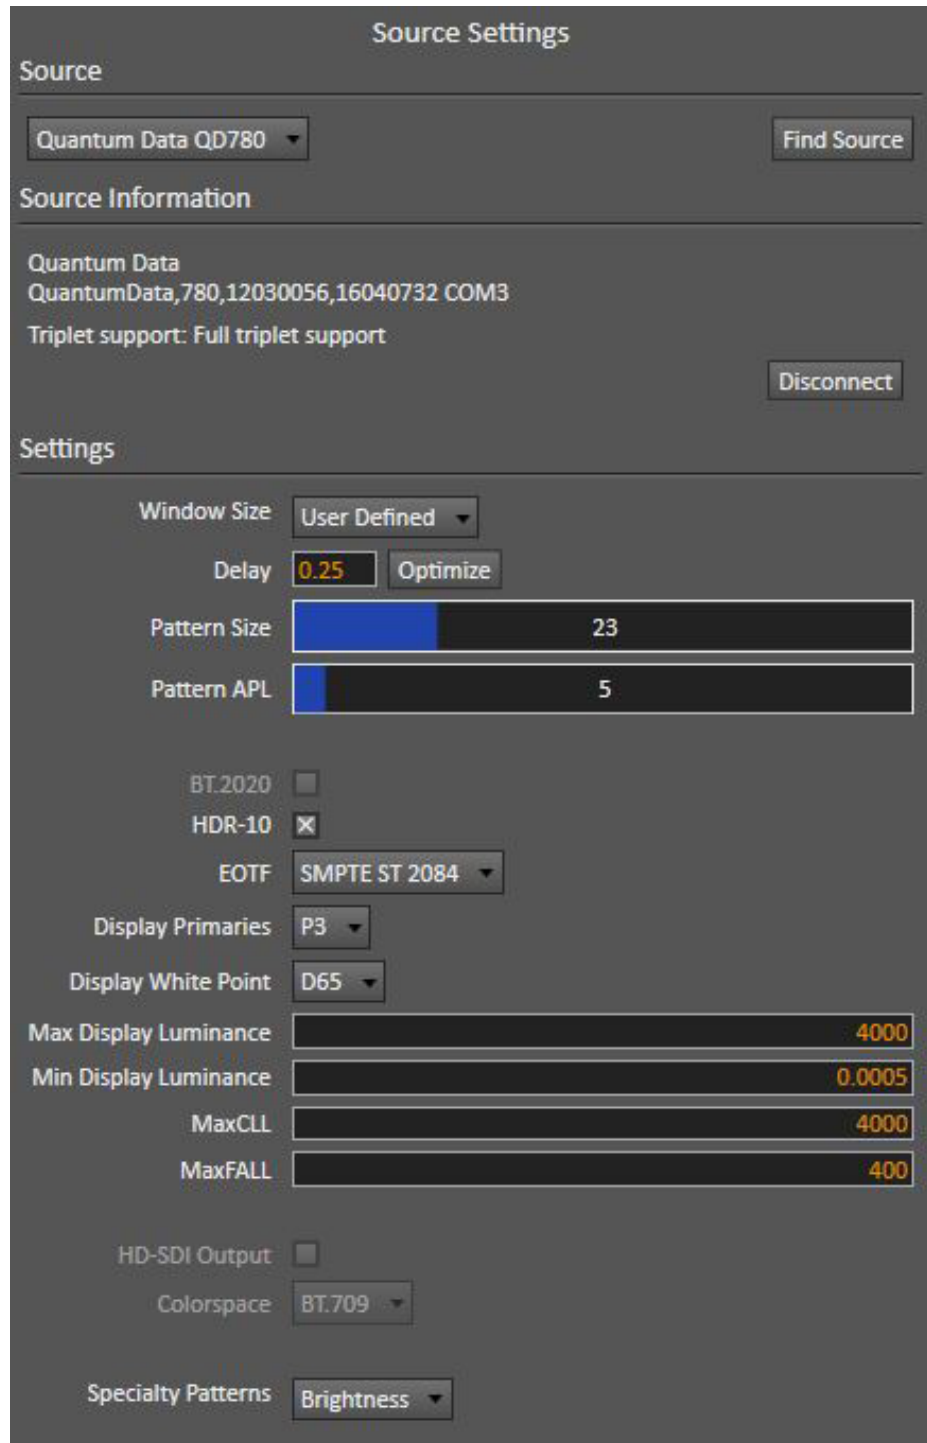 Source Settings
Source
Quantum Data QD780
Find Source
Source Information
Quantum Data
QuantumData,780,12030056,16040732 COM3
Triplet support: Full triplet support
Disconnect
Settings
Window Size User Defined
Delay 0.25 Optimize
Pattern Size 23
Pattern APL 5
BT.2020
HDR-10
EOTF SMPTE ST 2084
Display Primaries P3
Display White Point D65
Max Display Luminance 4000
Min Display Luminance 0.0005
MaxCLL 4000
MaxFALL 400
HD-SDI Output
Colorspace BT.709
Specialty Patterns Brightness